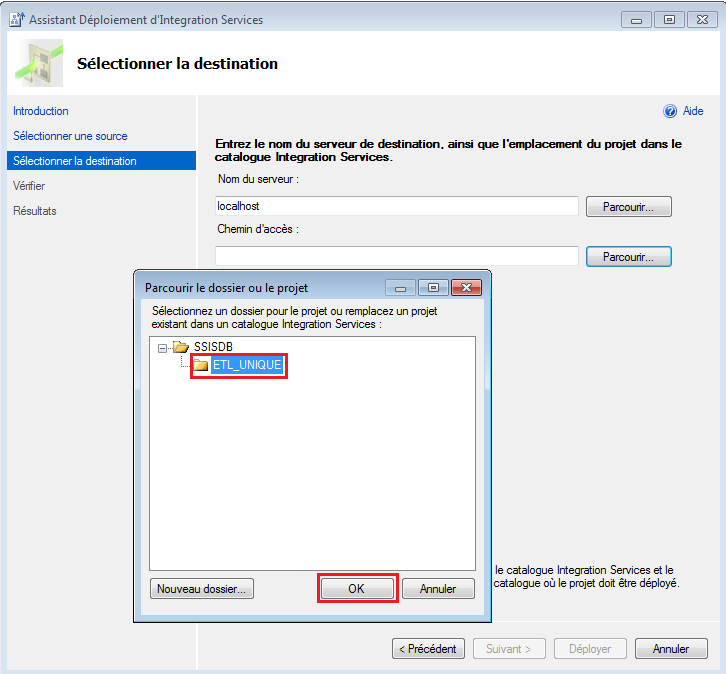 Assistant Déploiement d'Integration Services
Sélectionner la destination
Introduction
Sélectionner une source
Sélectionner la destination
Vérifier
Résultats
Aide
Entrez le nom du serveur de destination, ainsi que l'emplacement du projet dans le
catalogue Integration Services.
Nom du serveur :
localhost
Parcourir...
Chemin d'accès :
Parcourir...
Parcourir le dossier ou le projet
Sélectionnez un dossier pour le projet ou remplacez un projet
existant dans un catalogue Integration Services :
SSISDB
ETL_UNIQUE
Nouveau dossier...
OK
Annuler
le catalogue Integration Services et le
catalogue où le projet doit être déployé.
< Précédent
Suivant >
Déployer
Annuler